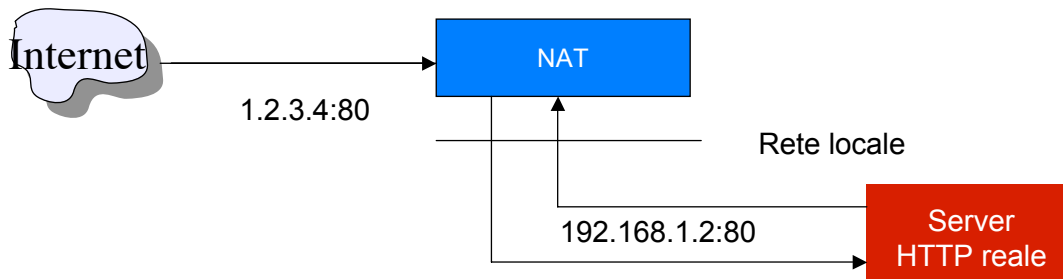 Internet
NAT
1.2.3.4:80
Rete locale
192.168.1.2:80
Server
HTTP reale